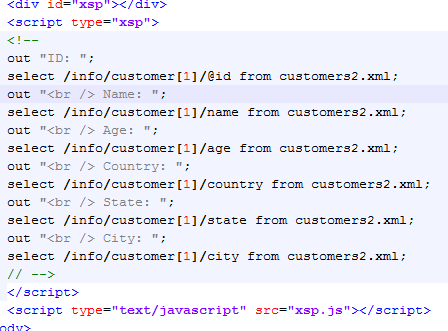 <div id="xsp"></div>
<script type="xsp">
<!--
out "ID: ";
select /info/customer[1]/@id from customers2.xml;
out "<br /> Name: ";
select /info/customer[1]/name from customers2.xml;
out "<br /> Age: ";
select /info/customer[1]/age from customers2.xml;
out "<br /> Country: ";
select /info/customer[1]/country from customers2.xml;
out "<br /> State: ";
select /info/customer[1]/state from customers2.xml;
out "<br /> City: ";
select /info/customer[1]/city from customers2.xml;
// -->
</script>
<script type="text/javascript" src="xsp.js"></script>
ody>